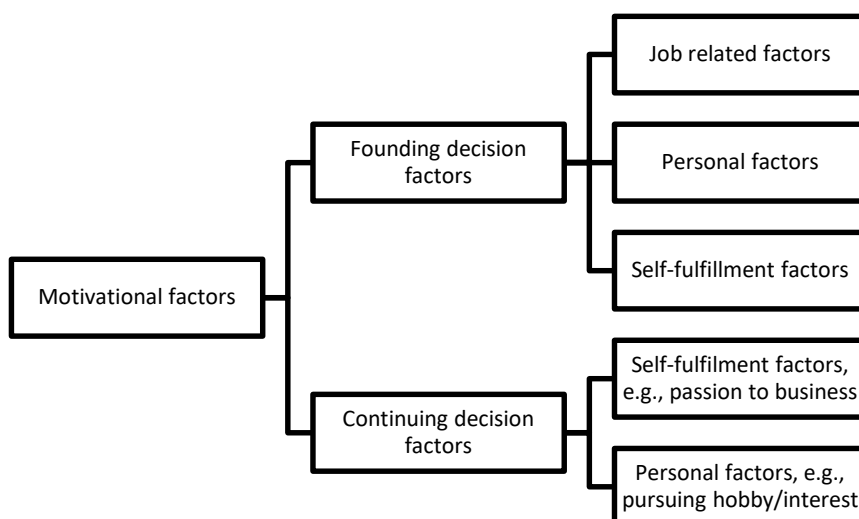 Job related factors
Founding decision
factors
Personal factors
Self-fulfillment factors
Motivational factors
Self-fulfilment factors,
e.g., passion to business
Continuing decision
factors
Personal factors, e.g.,
pursuing hobby/interest